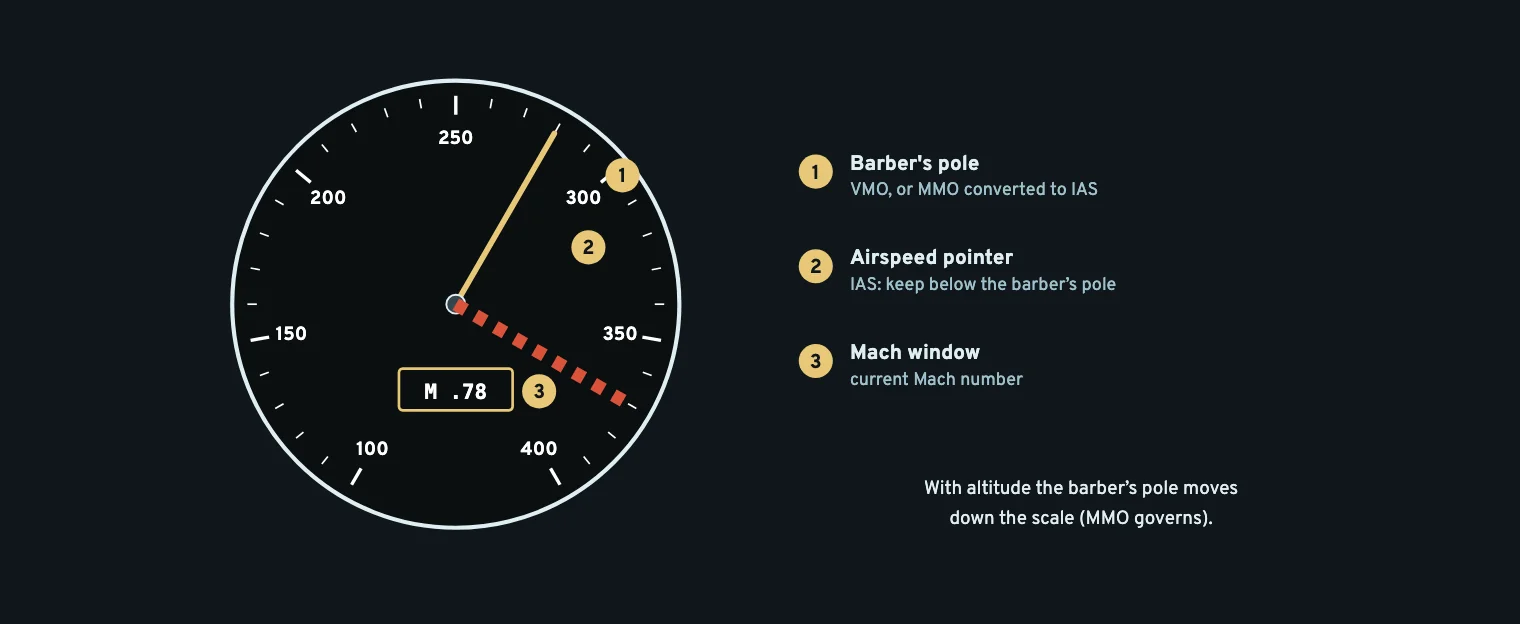 250
200
300
1
2
150
350
M .78
3
100
400
1
Barber's pole
VMO, or MMO converted to IAS
2
Airspeed pointer
IAS: keep below the barber’s pole
3
Mach window
current Mach number
With altitude the barber’s pole moves
down the scale (MMO governs).